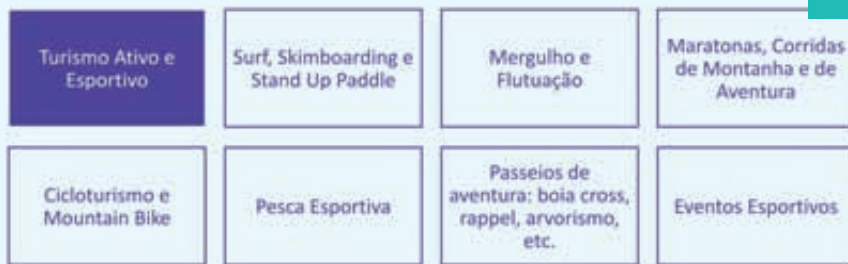 Turismo Ativo e
Esportivo
Surf, Skimboarding e
Stand Up Paddle
Mergulho e
Flutuação
Maratonas, Corridas
de Montanha e de
Aventura
Cicloturismo e
Mountain Bike
Pesca Esportiva
Passeios de
aventura: boia cross,
rappel, arvorismo,
etc.
Eventos Esportivos